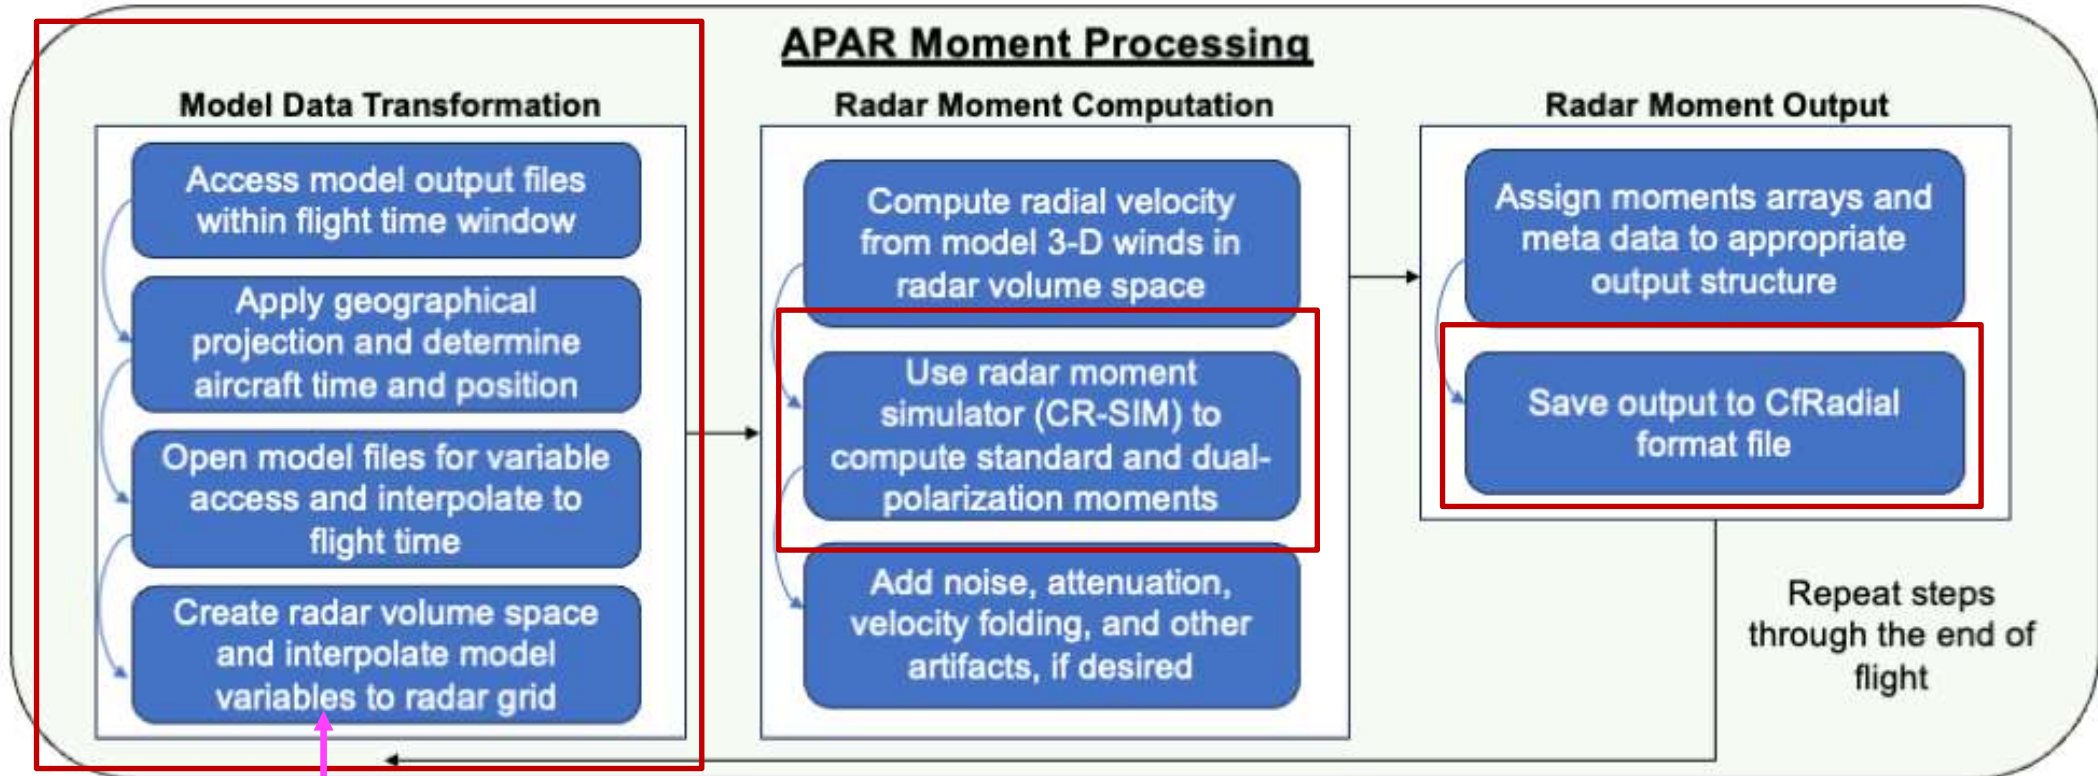 APAR Moment Processing
Model Data Transformation
Access model output files
within flight time window
Apply geographical
projection and determine
aircraft time and position
Open model files for variable
access and interpolate to
flight time
Create radar volume space
and interpolate model
variables to radar grid
Radar Moment Computation
Compute radial velocity
from model 3-D winds in
radar volume space
Use radar moment
simulator (CR-SIM) to
compute standard and dual-
polarization moments
Add noise, attenuation,
velocity folding, and other
artifacts, if desired
Radar Moment Output
Assign moments arrays and
meta data to appropriate
output structure
Save output to CfRadial
format file
Repeat steps
through the end of
flight